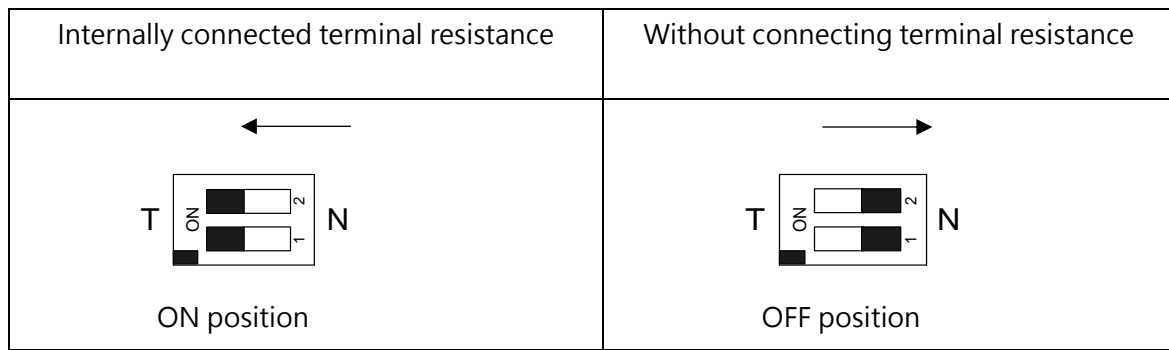 Internally connected terminal resistance
Without connecting terminal resistance
T
ON
2
1
N
ON position
T
ON
2
1
N
OFF position